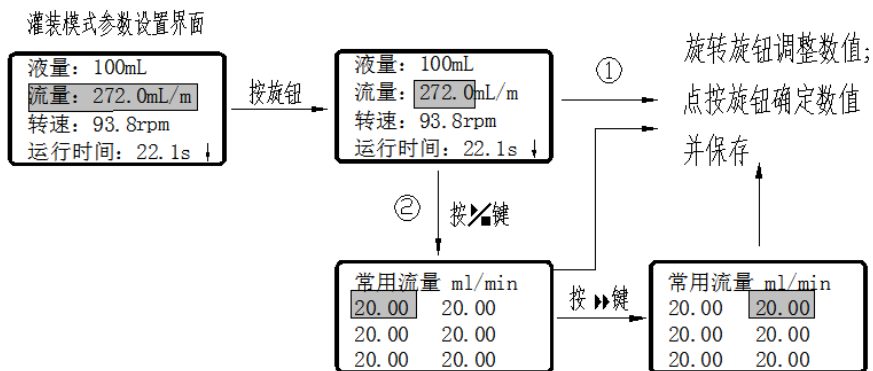 灌装模式参数设置界面
液量：100mL
流量：272.0mL/m
转速：93.8rpm
运行时间：22.1s ↓
按旋钮
液量：100mL
流量：272.0mL/m
转速：93.8rpm
运行时间：22.1s ↓
①
旋转旋钮调整数值;
点按旋钮确定数值
并保存
②
按键
常用流量 ml/min
20.00 20.00
20.00 20.00
20.00 20.00
按键
常用流量 ml/min
20.00 20.00
20.00 20.00
20.00 20.00